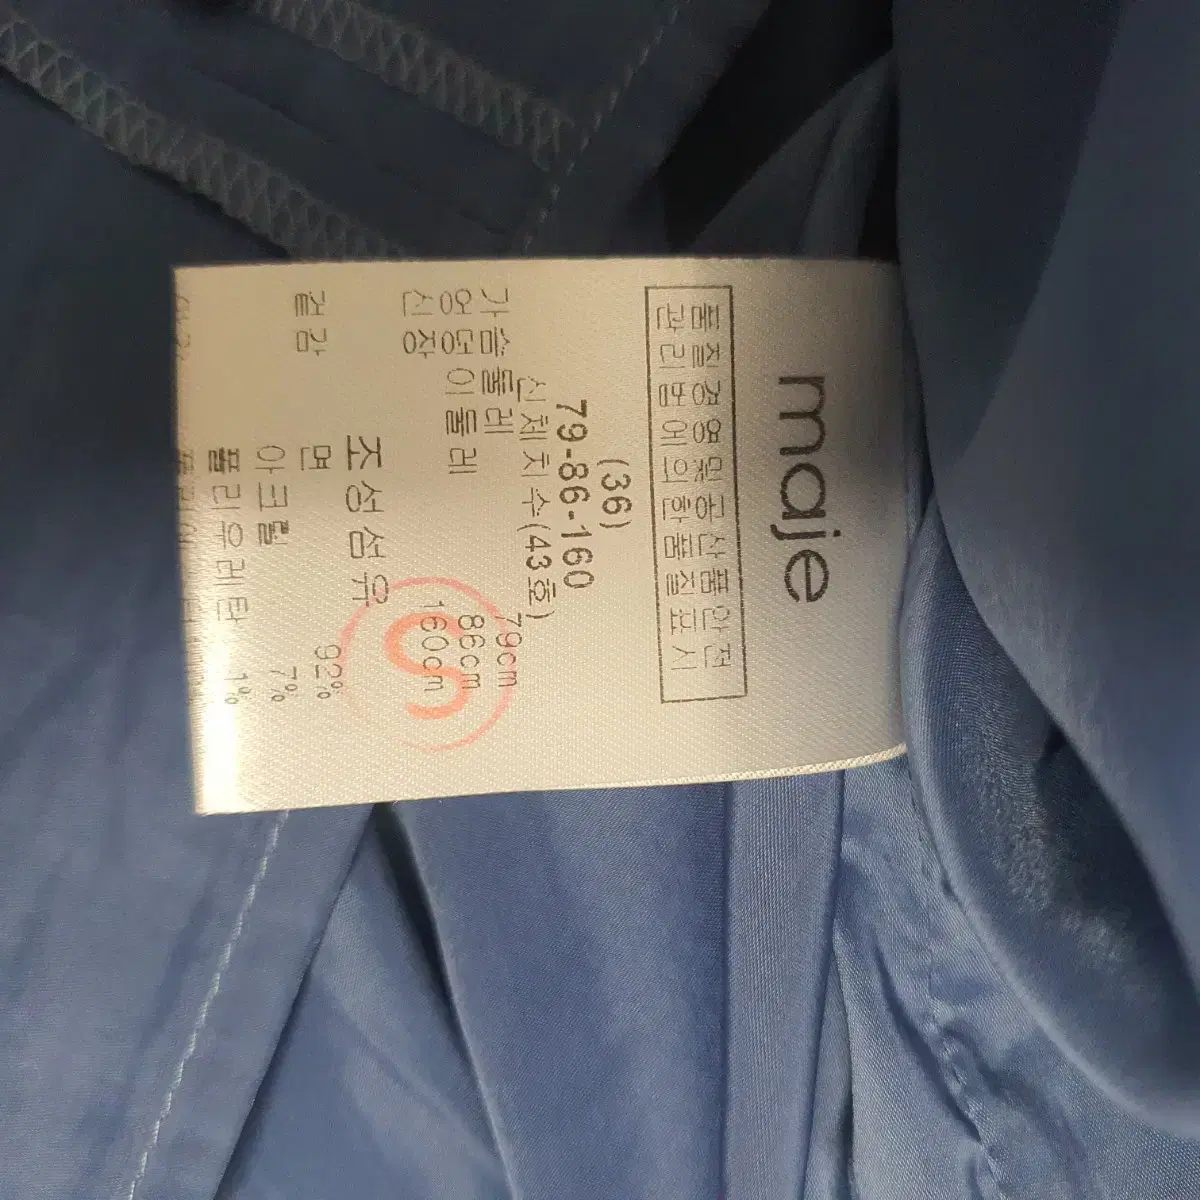 maje
품질경영 및 공산품안전
관리법에 의한 품질표시
(36)
79-86-160
신체치수(43호)
가슴둘레 79cm
엉덩이둘레 86cm
신장 160cm
S
조성섬유
겉감 면 92%
아크릴 7%
폴리우레탄 1%